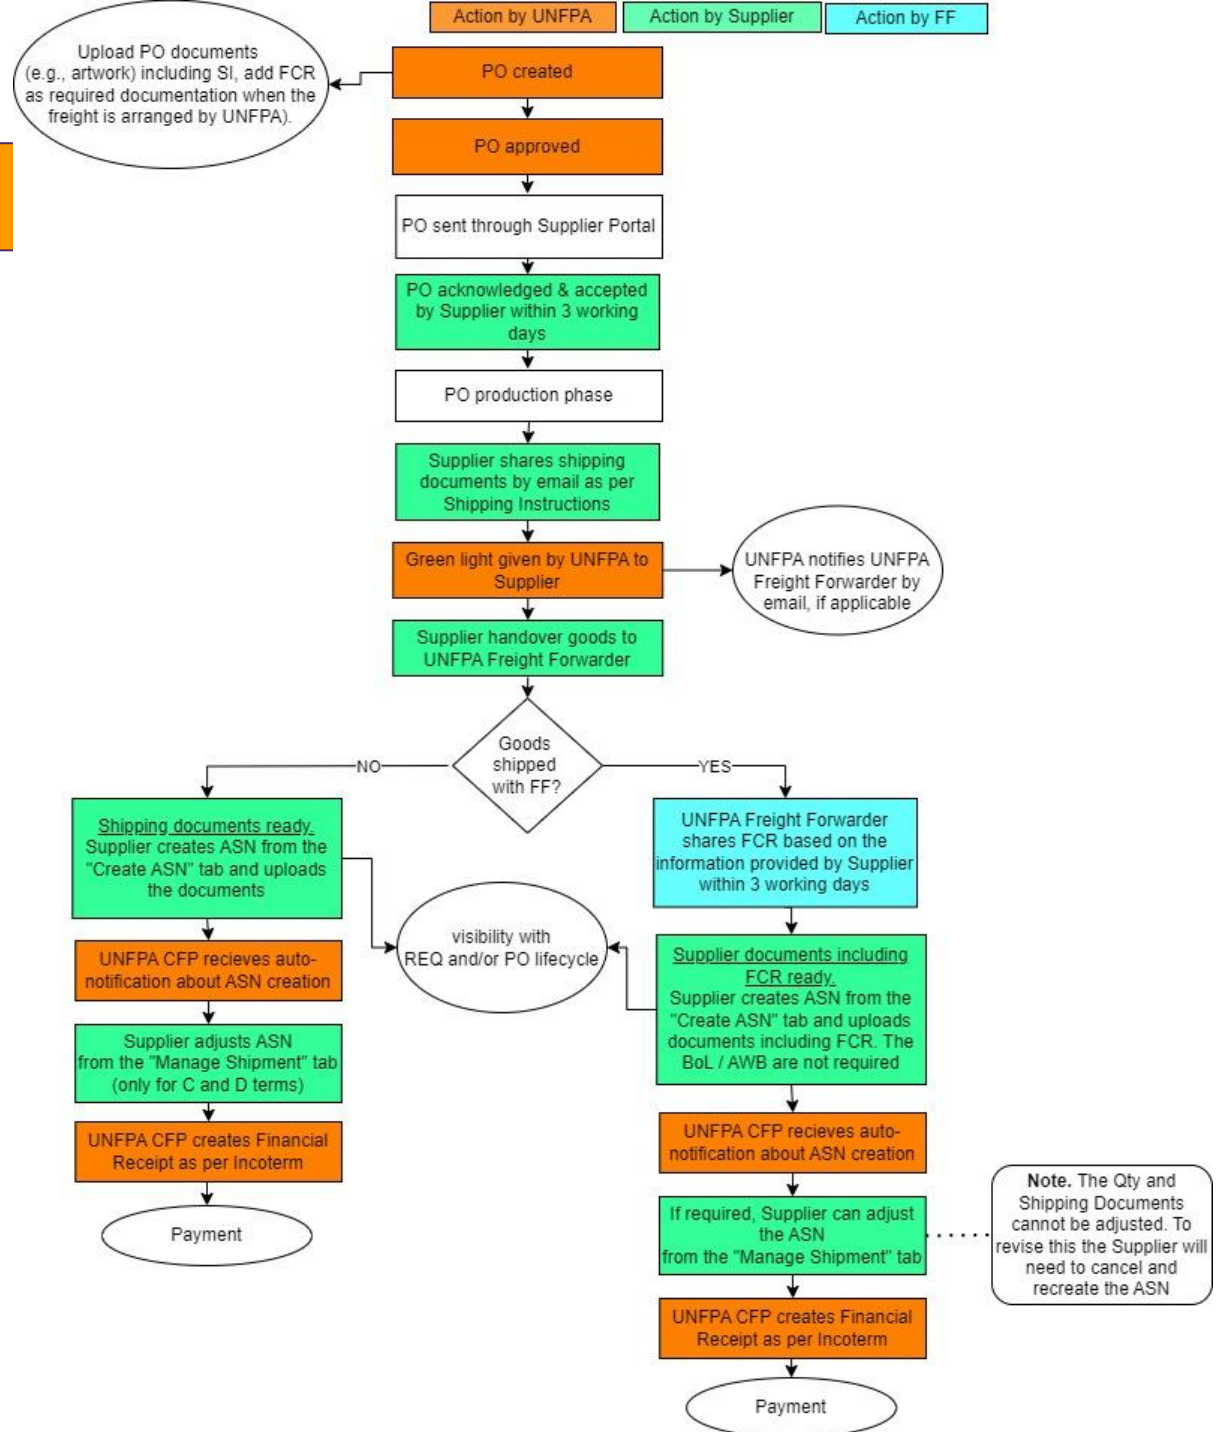 Action by UNFPA
Action by Supplier
Action by FF
Upload PO documents
(e.g., artwork) including SI, add FCR
as required documentation when the
freight is arranged by UNFPA).
PO created
PO approved
PO sent through Supplier Portal
PO acknowledged & accepted
by Supplier within 3 working
days
PO production phase
Supplier shares shipping
documents by email as per
Shipping Instructions
Green light given by UNFPA to
Supplier
UNFPA notifies UNFPA
Freight Forwarder by
email, if applicable
Supplier handover goods to
UNFPA Freight Forwarder
Goods
shipped
with FF?
NO
YES
Shipping documents ready.
Supplier creates ASN from the
"Create ASN" tab and uploads
the documents
UNFPA CFP recieves auto-
notification about ASN creation
Supplier adjusts ASN
from the "Manage Shipment" tab
(only for C and D terms)
UNFPA CFP creates Financial
Receipt as per Incoterm
Payment
visibility with
REQ and/or PO lifecycle
UNFPA Freight Forwarder
shares FCR based on the
information provided by Supplier
within 3 working days
Supplier documents including
FCR ready.
Supplier creates ASN from the
"Create ASN" tab and uploads
documents including FCR. The
BoL / AWB are not required
UNFPA CFP recieves auto-
notification about ASN creation
If required, Supplier can adjust
the ASN
from the "Manage Shipment" tab
Note. The Qty and
Shipping Documents
cannot be adjusted. To
revise this the Supplier will
need to cancel and
recreate the ASN
UNFPA CFP creates Financial
Receipt as per Incoterm
Payment